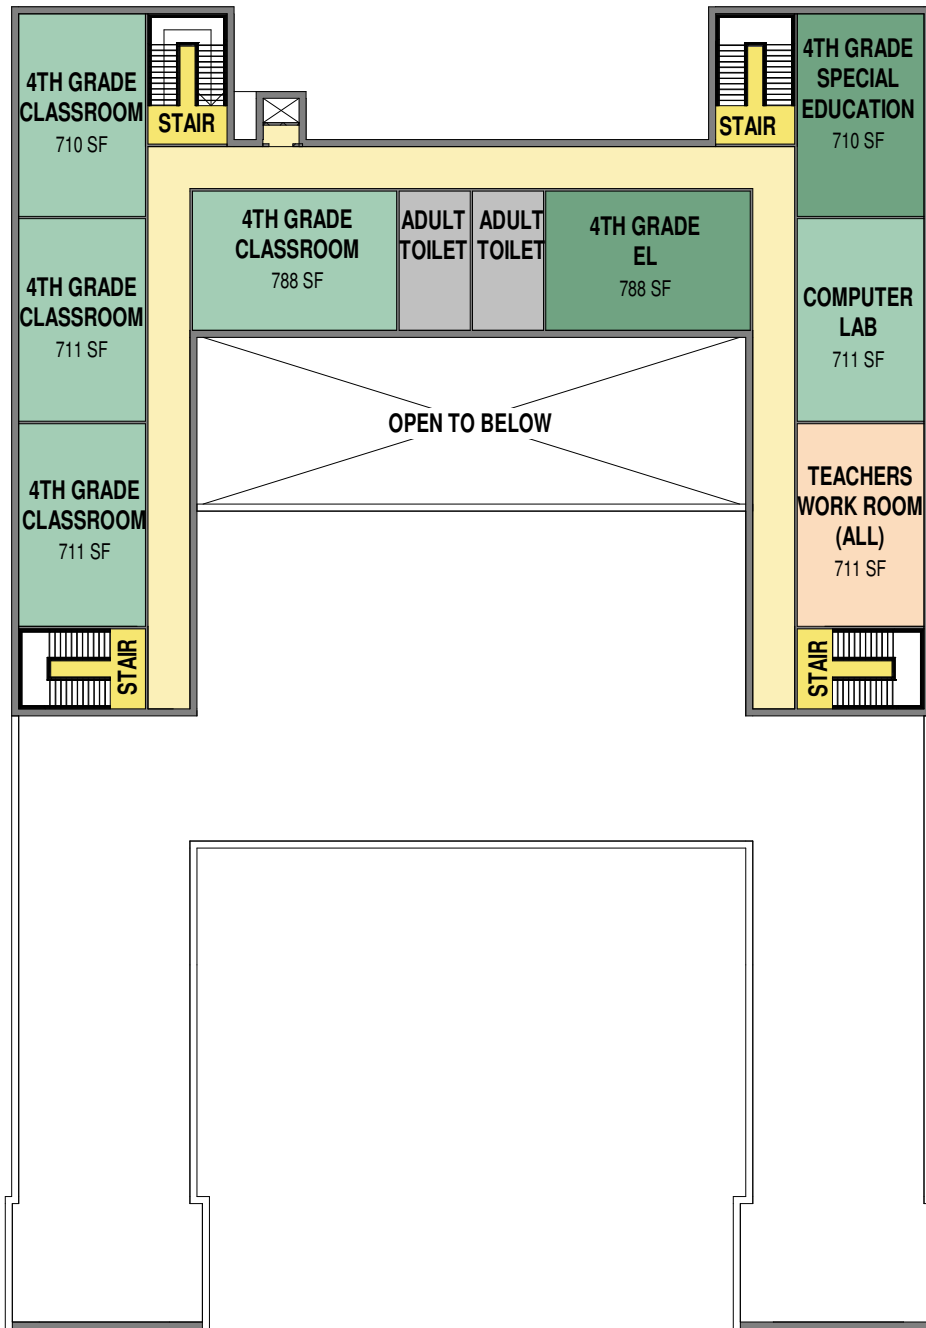 4TH GRADE
CLASSROOM
710 SF
STAIR
STAIR
4TH GRADE
SPECIAL
EDUCATION
710 SF
4TH GRADE
CLASSROOM
788 SF
ADULT
TOILET
ADULT
TOILET
4TH GRADE
EL
788 SF
4TH GRADE
CLASSROOM
711 SF
COMPUTER
LAB
711 SF
OPEN TO BELOW
4TH GRADE
CLASSROOM
711 SF
TEACHERS
WORK ROOM
(ALL)
711 SF
STAIR
STAIR